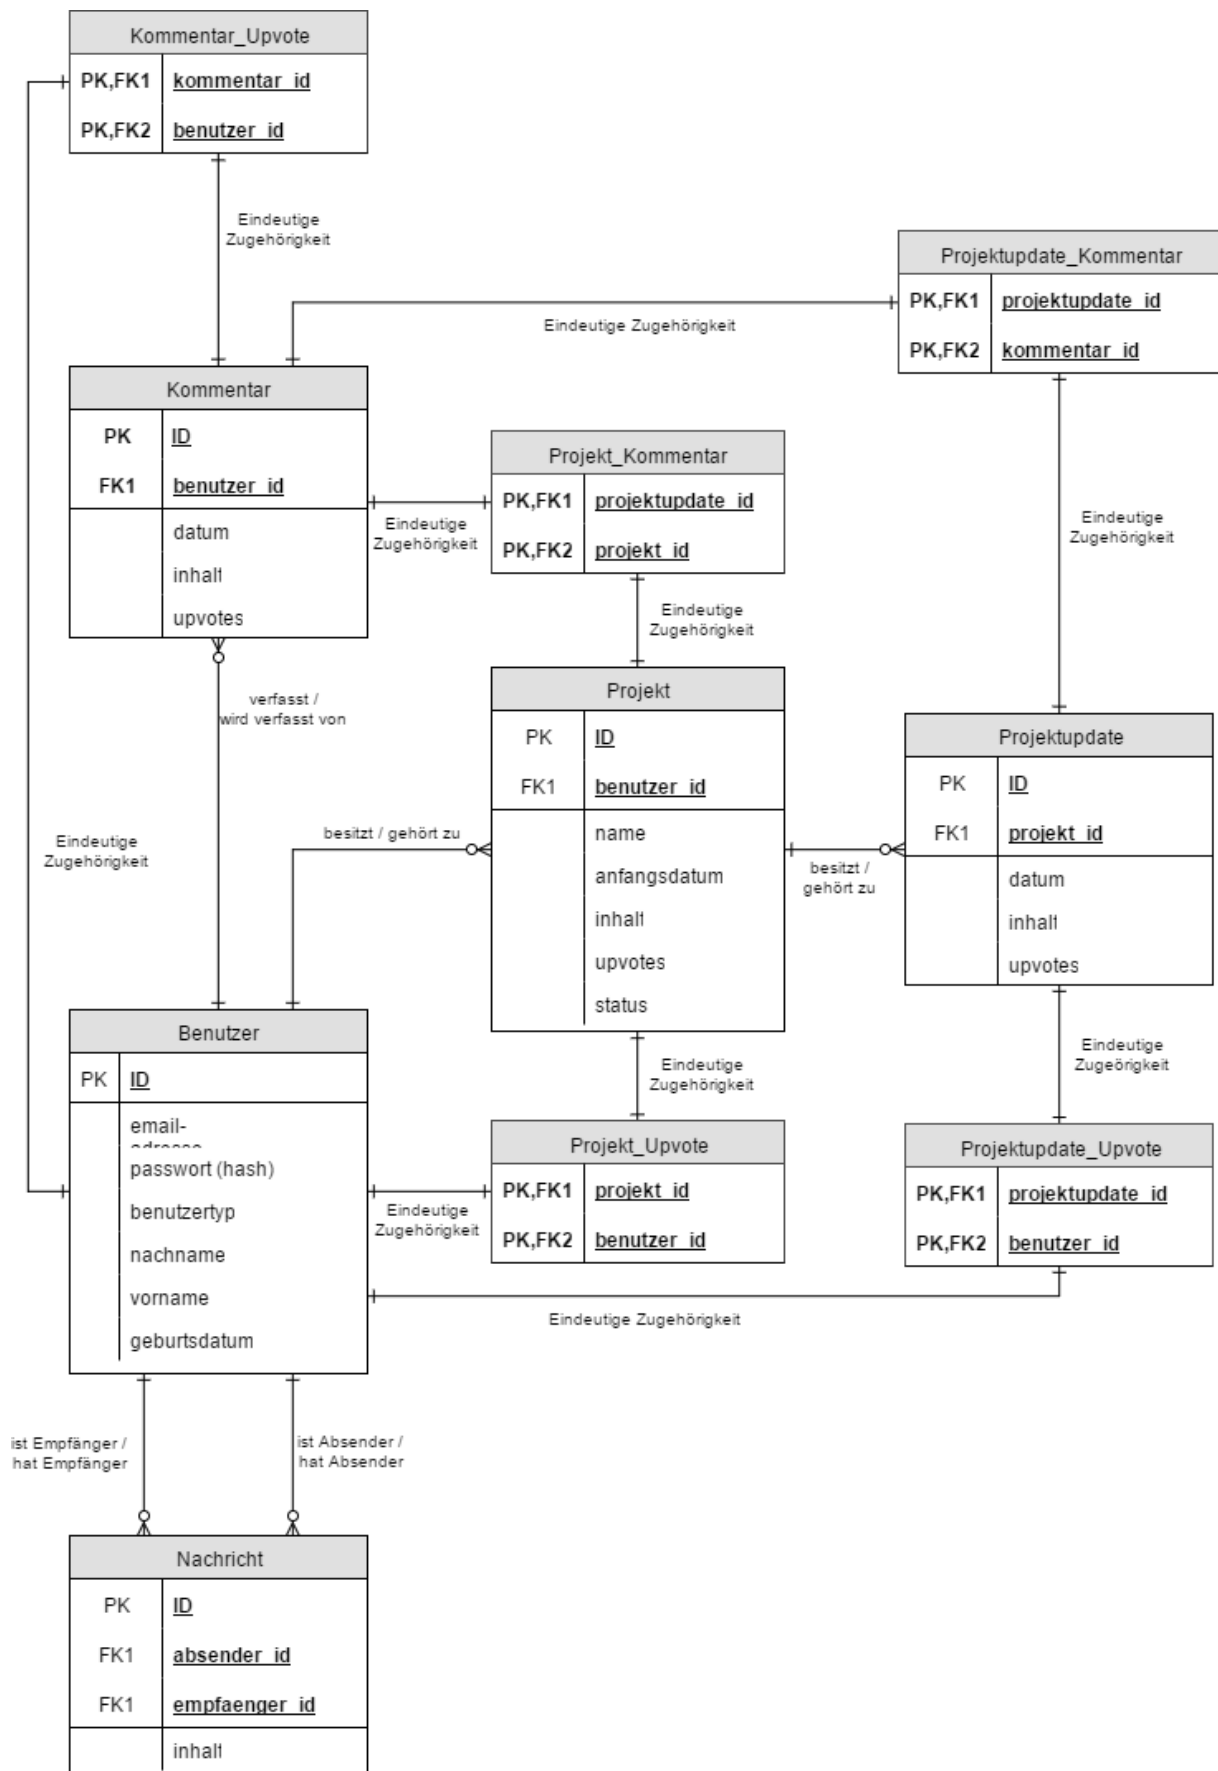 Kommentar_Upvote
PK,FK1 kommentar_id
PK,FK2 benutzer_id
Eindeutige
Zugehörigkeit
Projektupdate_Kommentar
PK,FK1 projektupdate_id
PK,FK2 kommentar_id
Eindeutige Zugehörigkeit
Kommentar
PK ID
FK1 benutzer_id
datum
inhalt
upvotes
Projekt_Kommentar
PK,FK1 projektupdate_id
PK,FK2 projekt_id
Eindeutige
Zugehörigkeit
Eindeutige
Zugehörigkeit
Eindeutige
Zugehörigkeit
verfasst /
wird verfasst von
Projekt
PK ID
FK1 benutzer_id
name
anfangsdatum
inhalt
upvotes
status
Projektupdate
PK ID
FK1 projekt_id
datum
inhalt
upvotes
Eindeutige
Zugehörigkeit
besitzt / gehört zu
besitzt /
gehört zu
Benutzer
PK ID
email-
adresse
passwort (hash)
benutzertyp
nachname
vorname
geburtsdatum
Eindeutige
Zugehörigkeit
Eindeutige
Zugeörigkeit
Projekt_Upvote
PK,FK1 projekt_id
PK,FK2 benutzer_id
Projektupdate_Upvote
PK,FK1 projektupdate_id
PK,FK2 benutzer_id
Eindeutige
Zugehörigkeit
Eindeutige Zugehörigkeit
ist Empfänger /
hat Empfänger
ist Absender /
hat Absender
Nachricht
PK ID
FK1 absender_id
FK1 empfaenger_id
inhalt